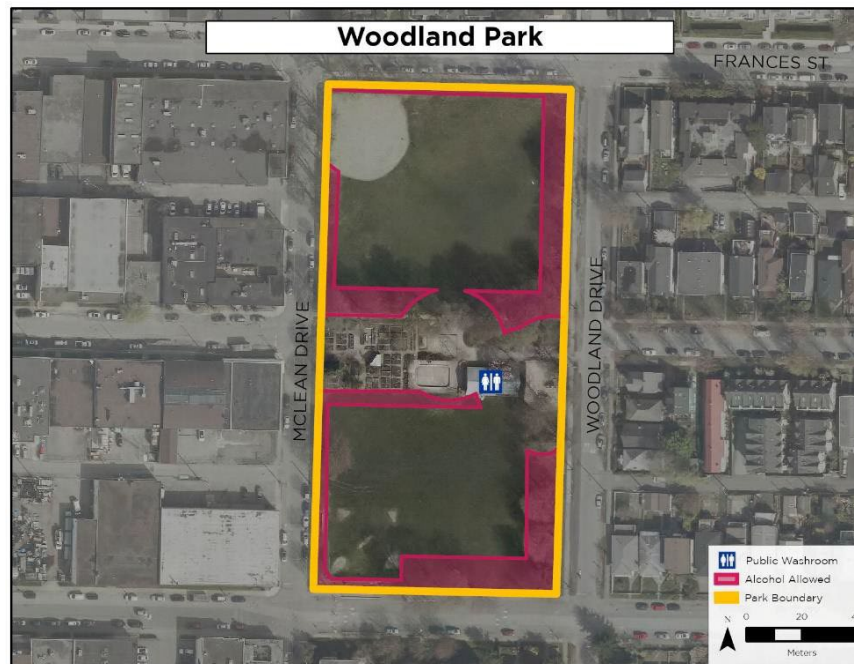 Woodland Park
FRANCES ST
MCLEAN DRIVE
WOODLAND DRIVE
Public Washroom
Alcohol Allowed
Park Boundary
N
0 20
Meters